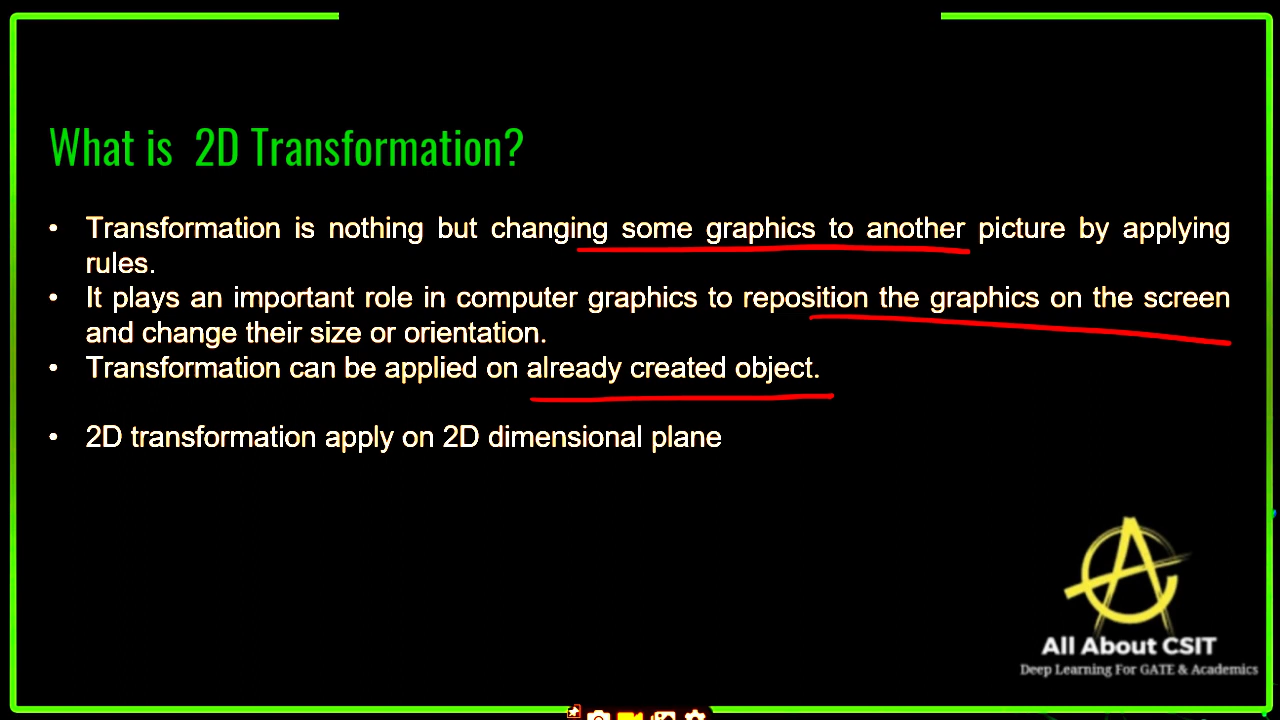 What is 2D Transformation?
• Transformation is nothing but changing some graphics to another picture by applying
rules.
• It plays an important role in computer graphics to reposition the graphics on the screen
and change their size or orientation.
• Transformation can be applied on already created object.
• 2D transformation apply on 2D dimensional plane
All About CSIT
Deep Learning For GATE & Academics